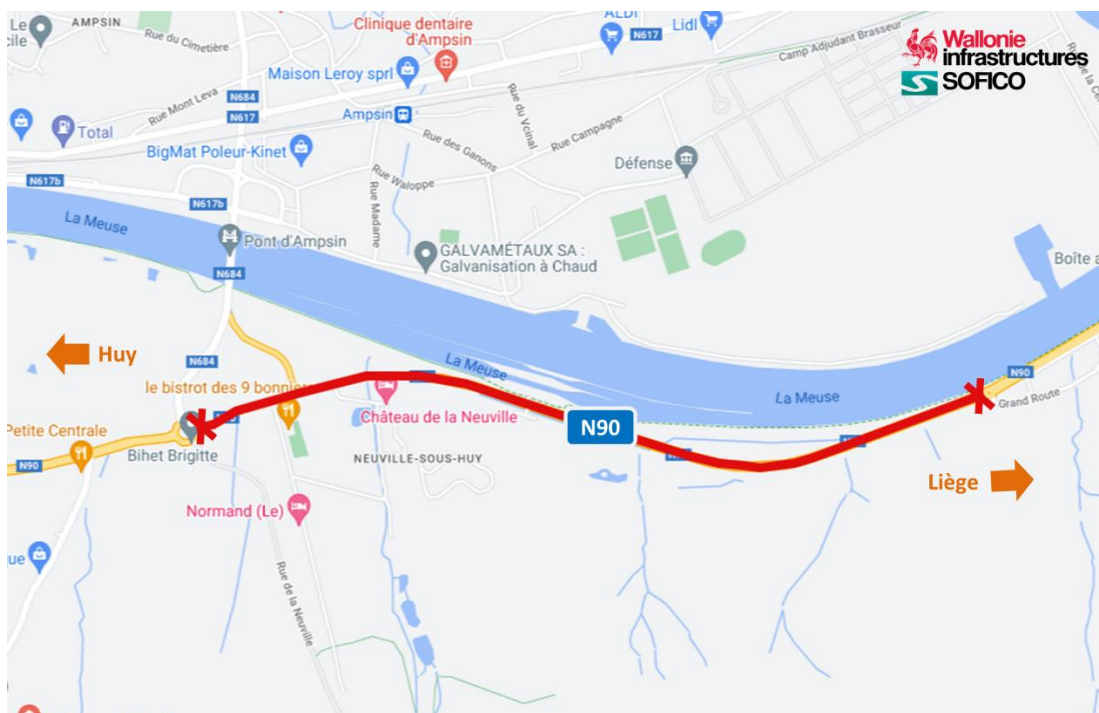 Le
cile
AMPSIN
Rue du Cimetière
Clinique dentaire
d'Ampsin
ALDI
N617
Lidl
Camp Adjudant Brasseur
Wallonie
infrastructures
SOFICO
Maison Leroy sprl
Rue Mont Leva
N684
N617
Ampsin
Total
Rue du Vcinal
Rue Campagne
BigMat Poleur-Kinet
Rue des Ganons
Rue Waloppe
Défense
N617b
N617b
Rue Madame
La Meuse
Pont d'Ampsin
GALVAMÉTAUX SA :
Galvanisation à Chaud
N684
Boîte a
Huy
N684
La Meuse
N90
le bistrot des 9 bonniers
La Meuse
Grand Route
Château de la Neuville
N90
Petite Centrale
Bihet Brigitte
N90
NEUVILLE-SOUS-HUY
Liège
Normand (Le)
que
Rue de la Neuville